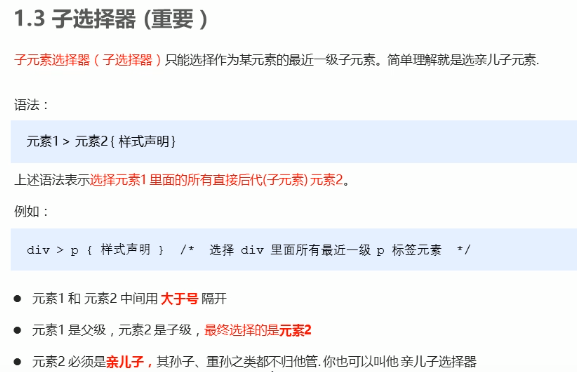 1.3 子选择器 (重要)
子元素选择器（子选择器）只能选择作为某元素的最近一级子元素。简单理解就是选亲儿子元素.
语法：
元素1 > 元素2 { 样式声明 }
上述语法表示选择元素1 里面的所有直接后代(子元素) 元素2。
例如：
div > p { 样式声明 } /* 选择 div 里面所有最近一级 p 标签元素 */
● 元素1 和 元素2 中间用 大于号 隔开
● 元素1 是父级，元素2 是子级，最终选择的是元素2
● 元素2 必须是亲儿子，其孙子、重孙之类都不归他管. 你也可以叫他 亲儿子选择器